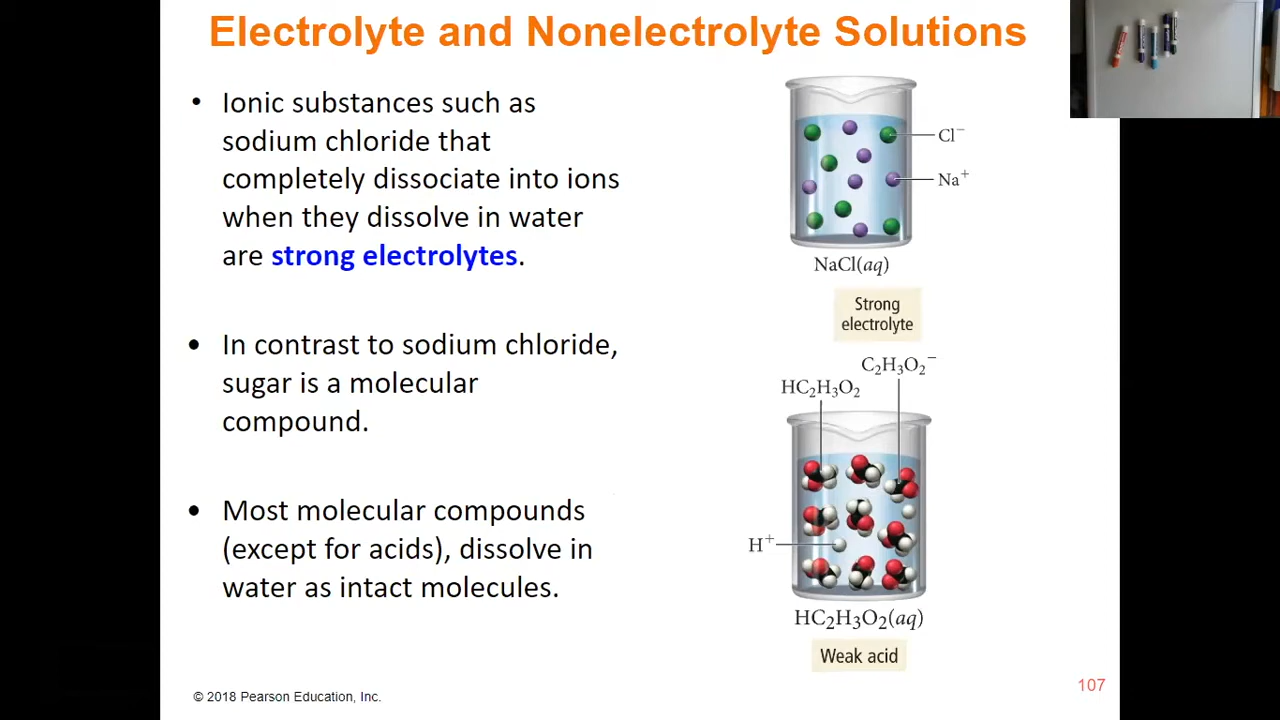 Electrolyte and Nonelectrolyte Solutions
• Ionic substances such as
sodium chloride that
completely dissociate into ions
when they dissolve in water
are strong electrolytes.
• In contrast to sodium chloride,
sugar is a molecular
compound.
• Most molecular compounds
(except for acids), dissolve in
water as intact molecules.
Cl⁻
Na⁺
NaCl(aq)
Strong
electrolyte
C₂H₃O₂⁻
HC₂H₃O₂
H⁺
HC₂H₃O₂(aq)
Weak acid
© 2018 Pearson Education, Inc.
107